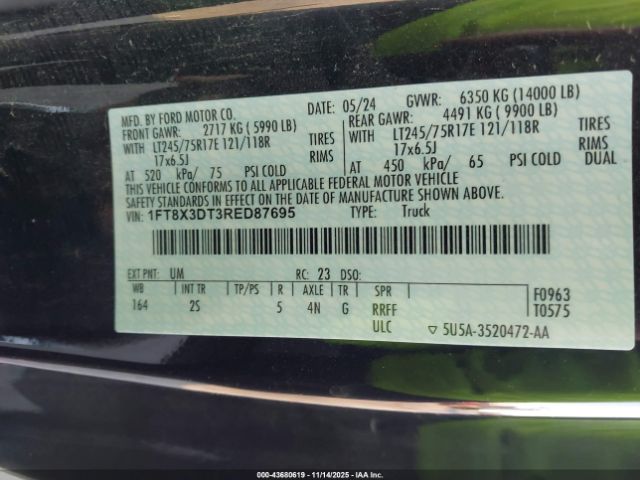 MFD. BY FORD MOTOR CO. DATE: 05/24 GVWR: 6350 KG (14000 LB)
FRONT GAWR: 2717 KG (5990 LB) REAR GAWR: 4491 KG (9900 LB)
WITH LT245/75R17E 121/118R TIRES WITH LT245/75R17E 121/118R TIRES
17x6.5J RIMS 17x6.5J RIMS
AT 520 kPa/ 75 PSI COLD AT 450 kPa/ 65 PSI COLD DUAL
THIS VEHICLE CONFORMS TO ALL APPLICABLE FEDERAL MOTOR VEHICLE
SAFETY STANDARDS IN EFFECT ON THE DATE OF MANUFACTURE SHOWN ABOVE.
VIN: 1FT8X3DT3RED87695 TYPE: Truck
EXT PNT: UM RC: 23 DSO:
WB INT TR TP/PS R AXLE TR SPR F0963
164 2S 5 4N G RRFF T0575
ULC ▽ 5U5A-3520472-AA
000-43680619 - 11/14/2025 - IAA Inc.